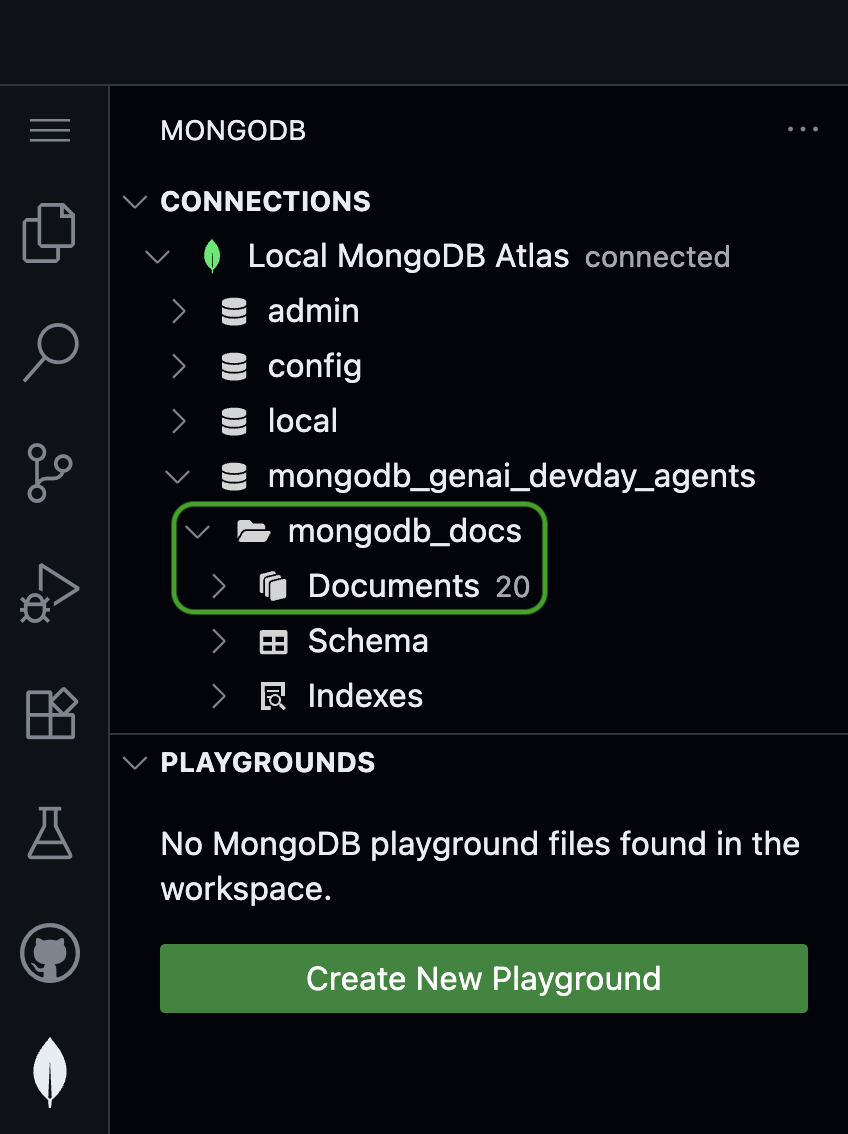 MONGODB
CONNECTIONS
Local MongoDB Atlas connected
admin
config
local
mongodb_genai_devday_agents
mongodb_docs
Documents 20
Schema
Indexes
PLAYGROUNDS
No MongoDB playground files found in the
workspace.
Create New Playground